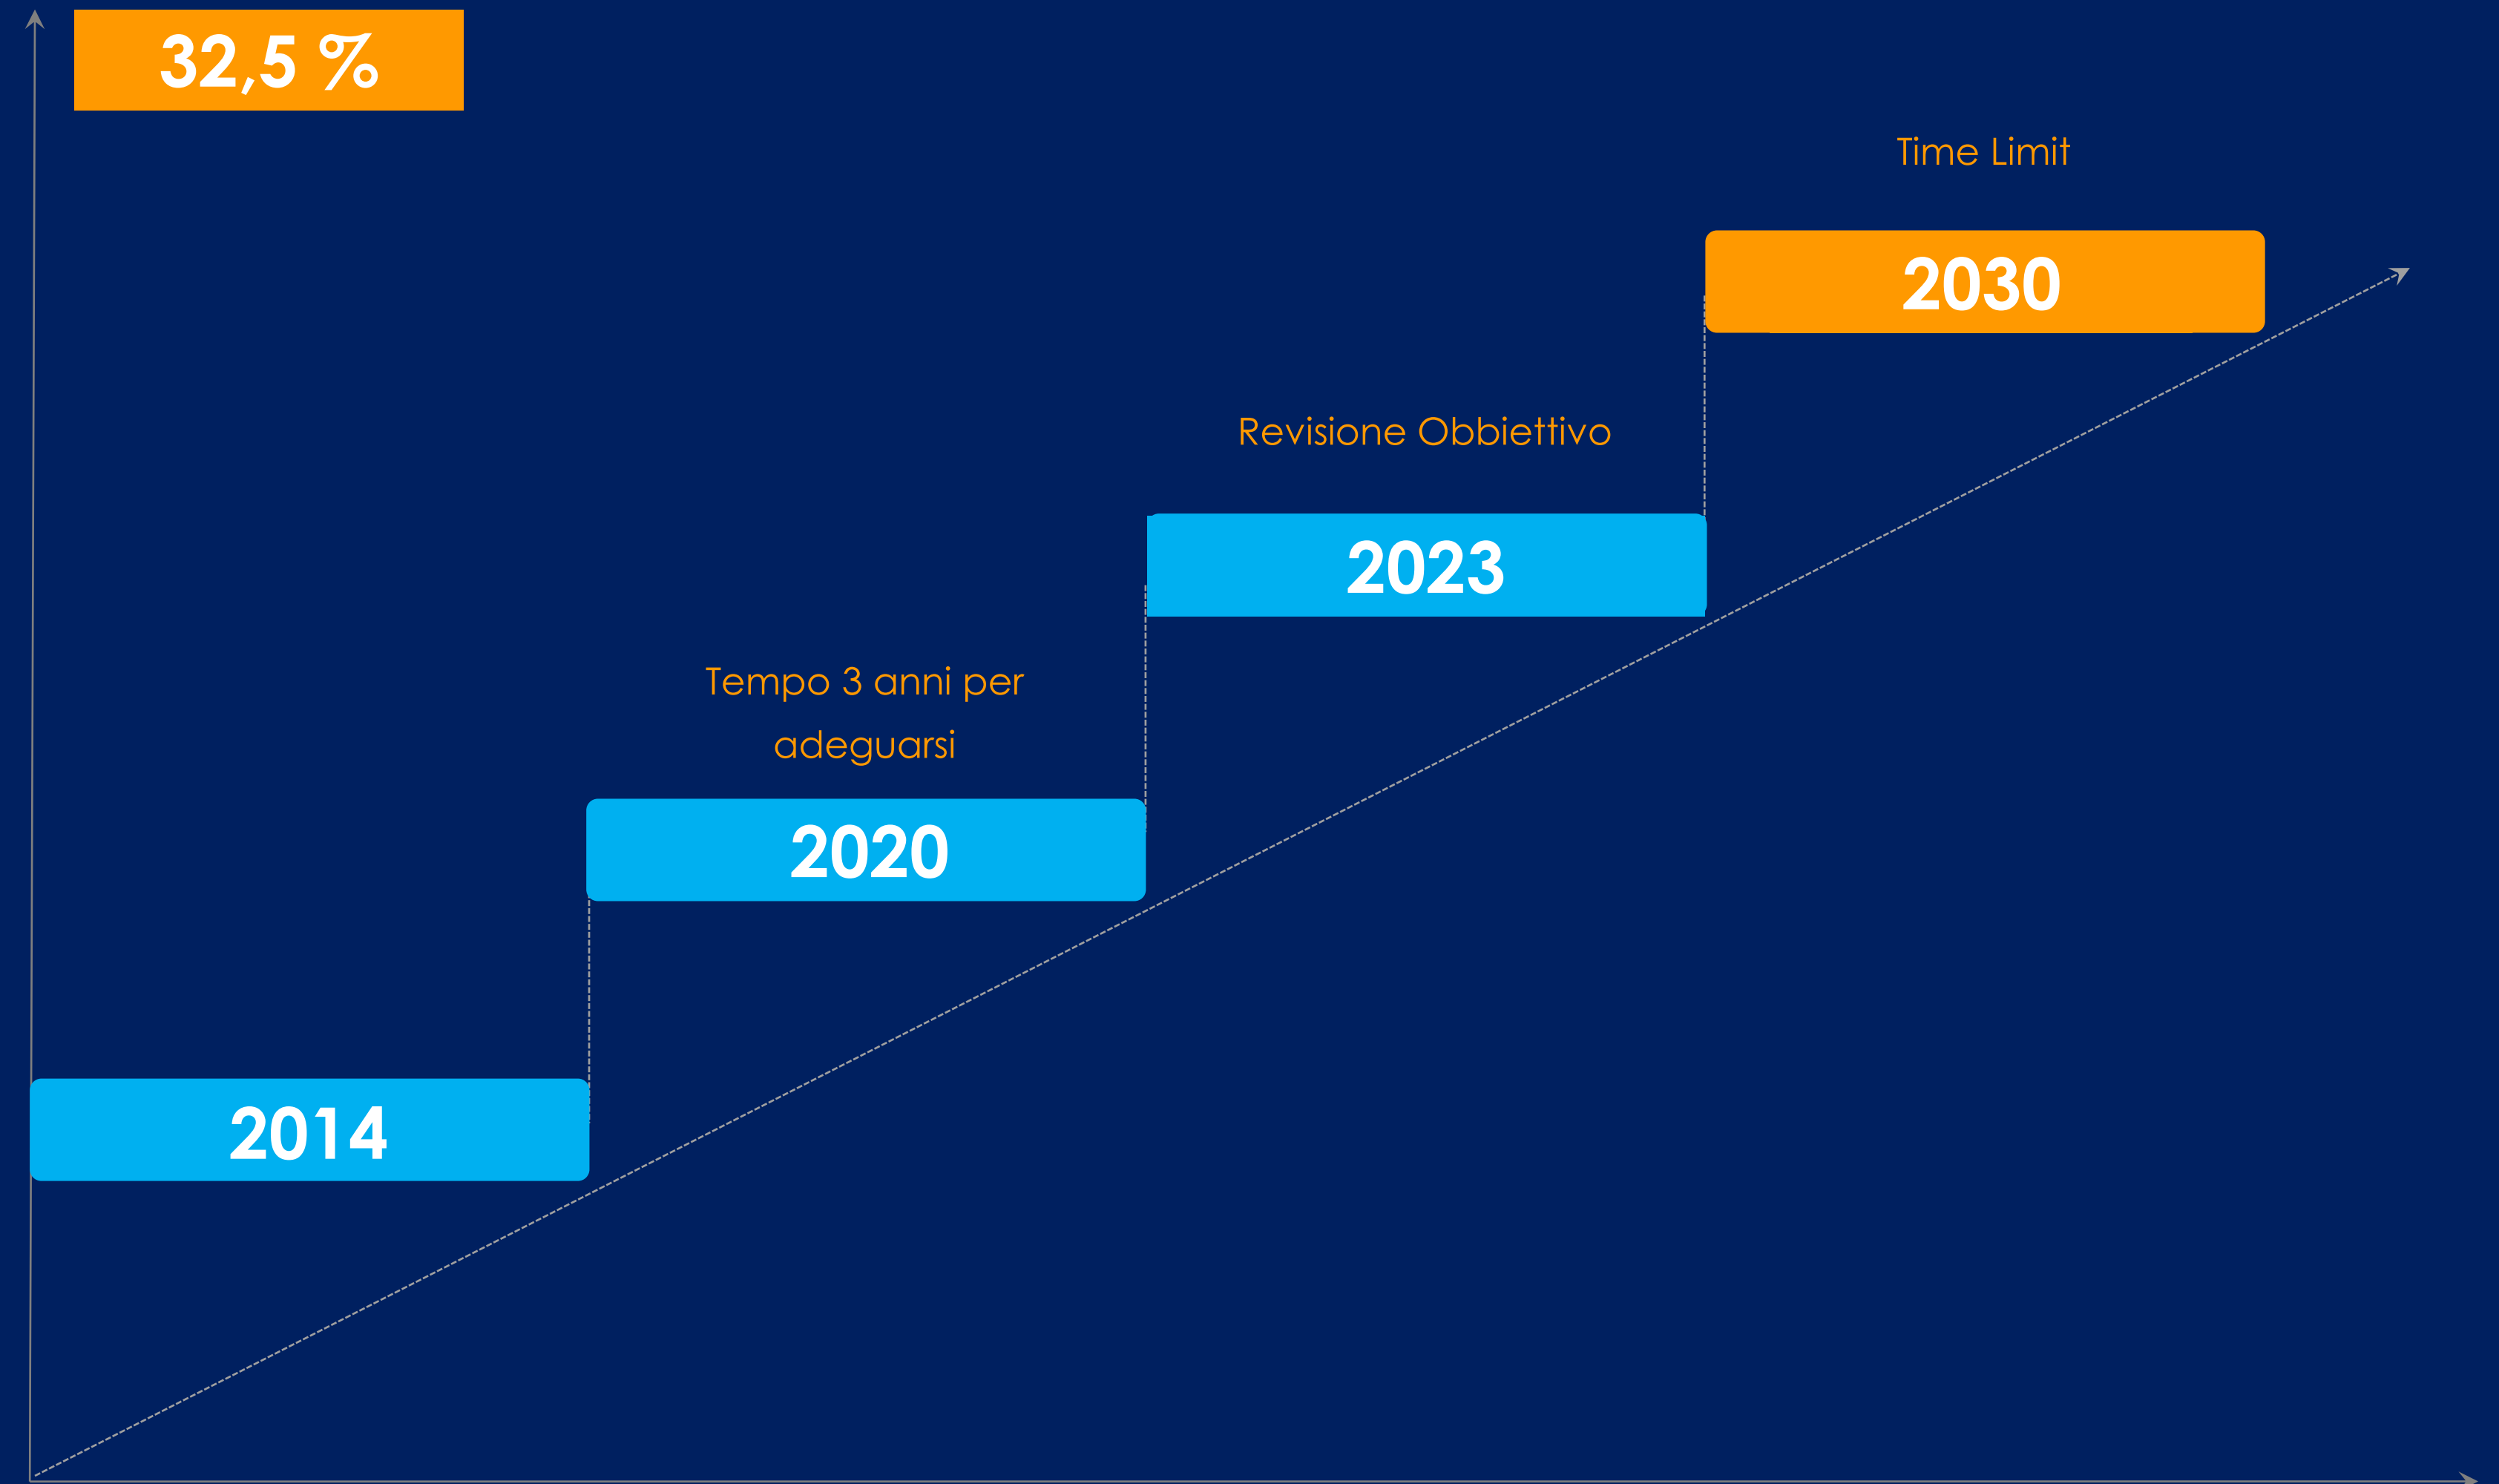 32,5 %
Time Limit
2030
Revisione Obbiettivo
2023
Tempo 3 anni per
adeguarsi
2020
2014